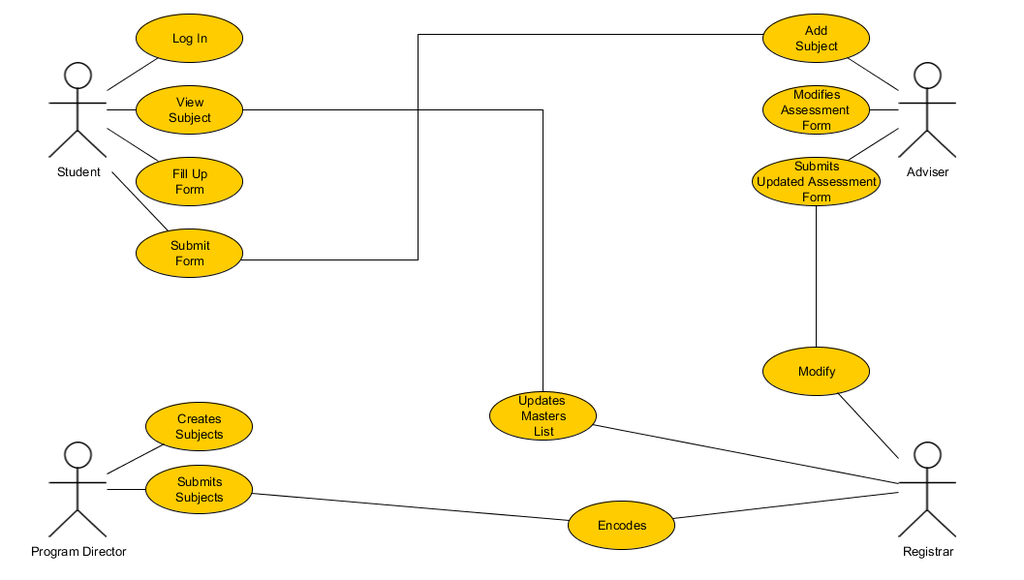 Log In
View
Subject
Fill Up
Form
Submit
Form
Student
Add
Subject
Modifies
Assessment
Form
Submits
Updated Assessment
Form
Adviser
Modify
Updates
Masters
List
Creates
Subjects
Submits
Subjects
Encodes
Program Director
Registrar